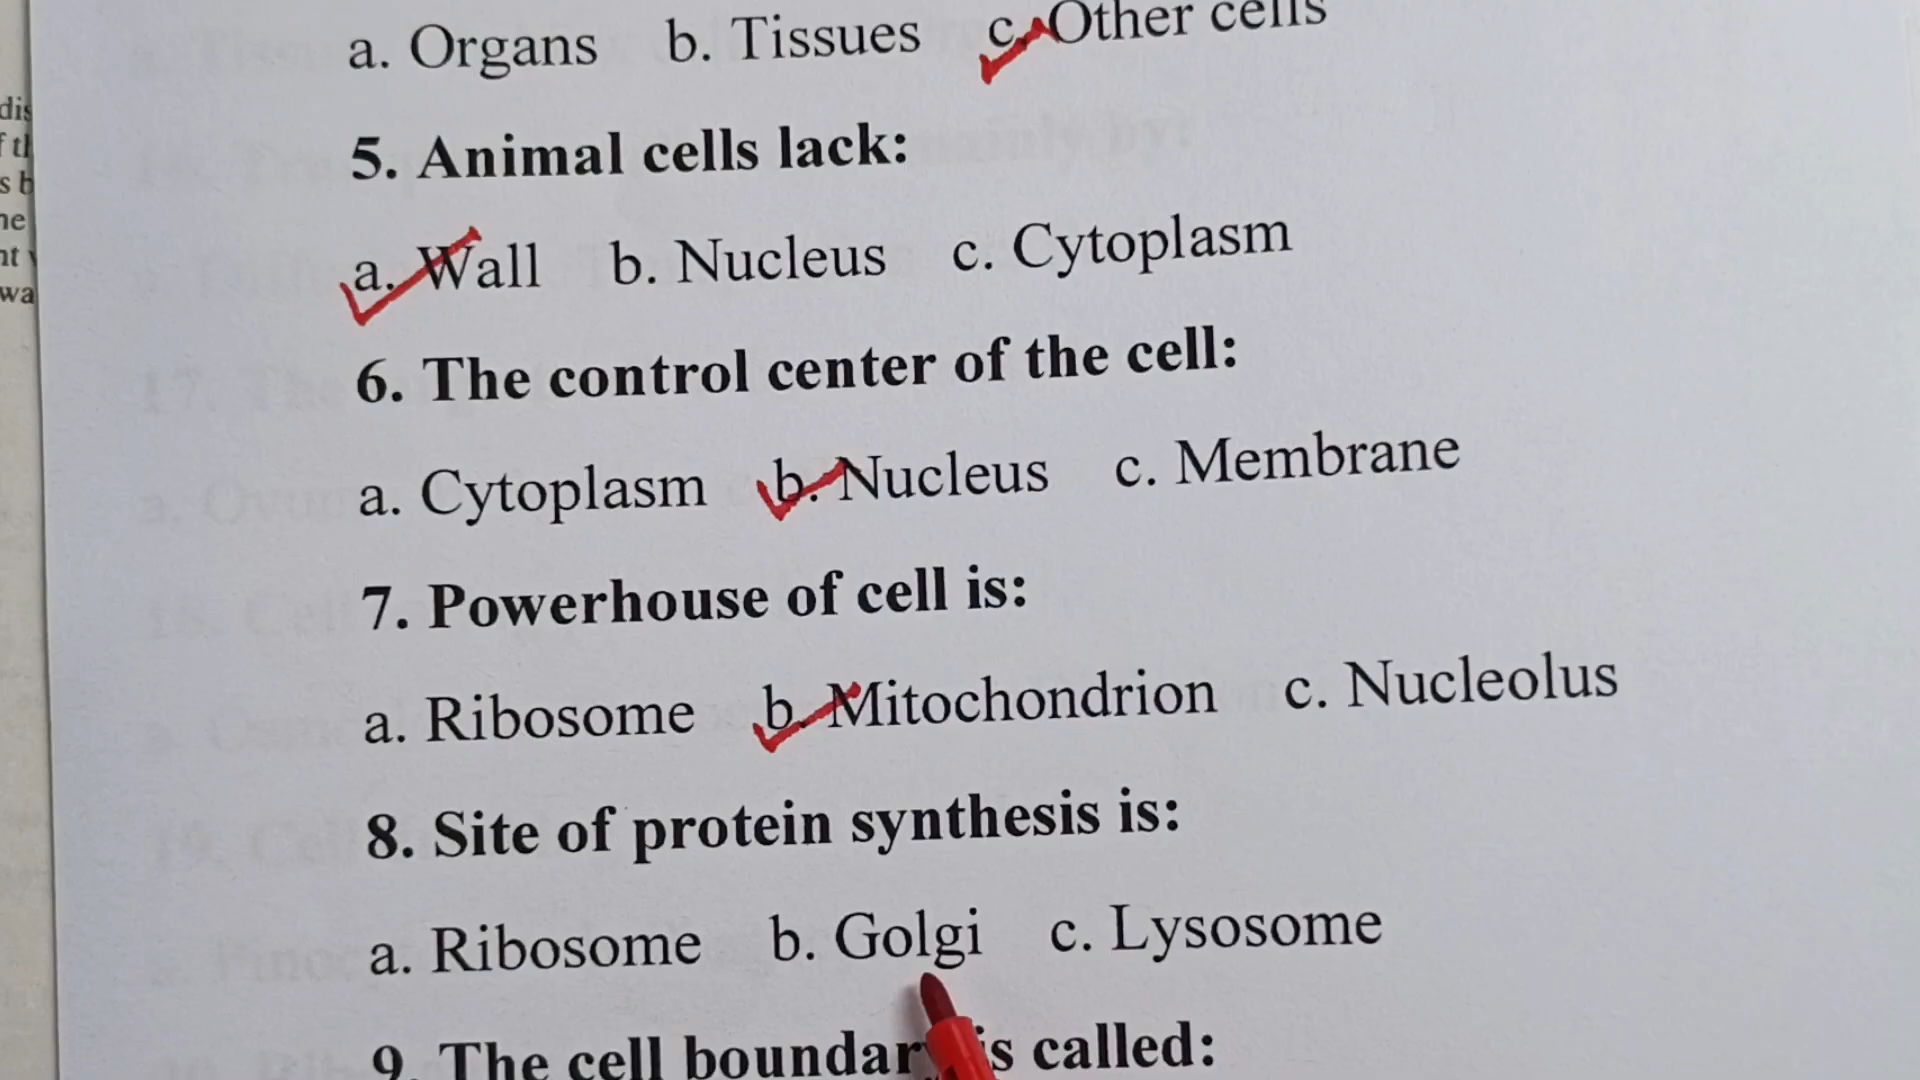 a. Organs b. Tissues c. Other cells
5. Animal cells lack:
a. Wall b. Nucleus c. Cytoplasm
6. The control center of the cell:
a. Cytoplasm b. Nucleus c. Membrane
7. Powerhouse of cell is:
a. Ribosome b. Mitochondrion c. Nucleolus
8. Site of protein synthesis is:
a. Ribosome b. Golgi c. Lysosome
9. The cell boundary is called: